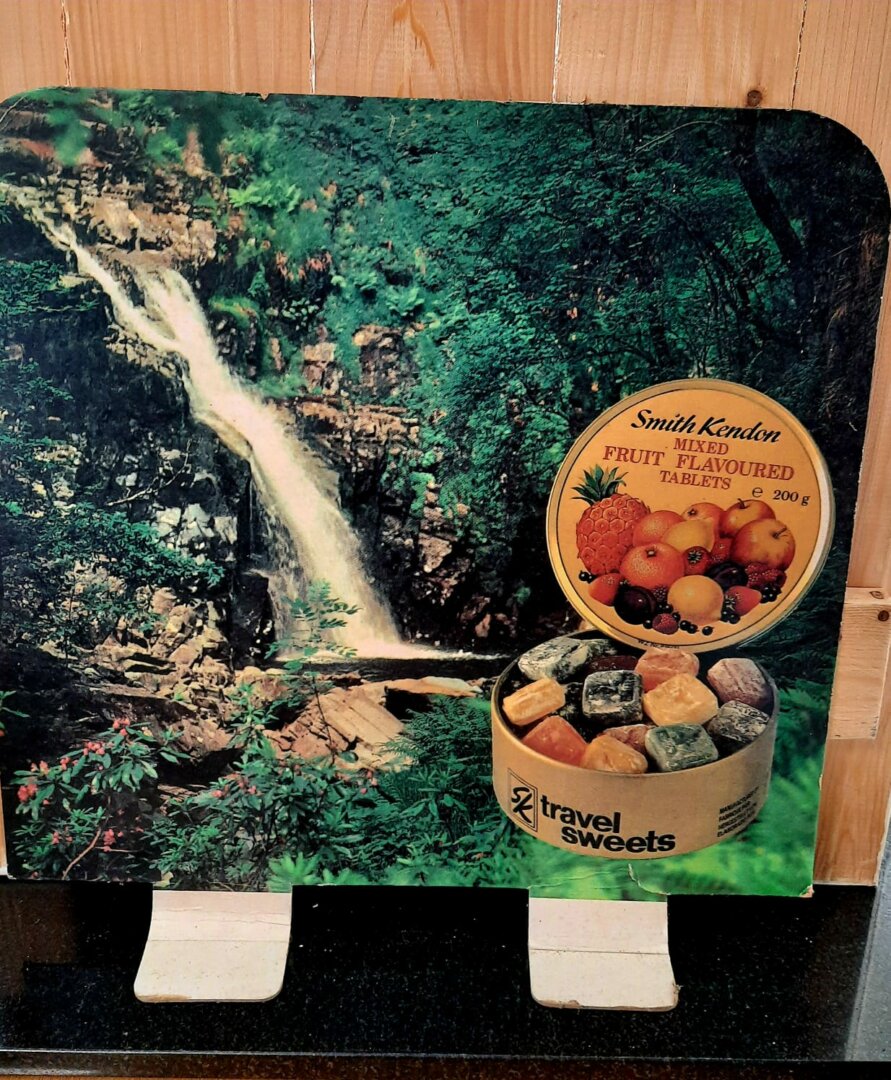 Smith Kendon
MIXED
FRUIT FLAVOURED
TABLETS
e 200 g
SK
travel
sweets